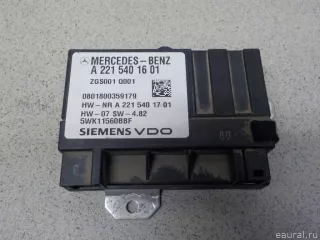 MERCEDES-BENZ
A 221 540 16 01
ZGS001 Q001
0801800359179
HW-NR A 221 540 17 01
HW-07 SW-4.82
5WK11560BBF
SIEMENS VDO
© eaural.ru